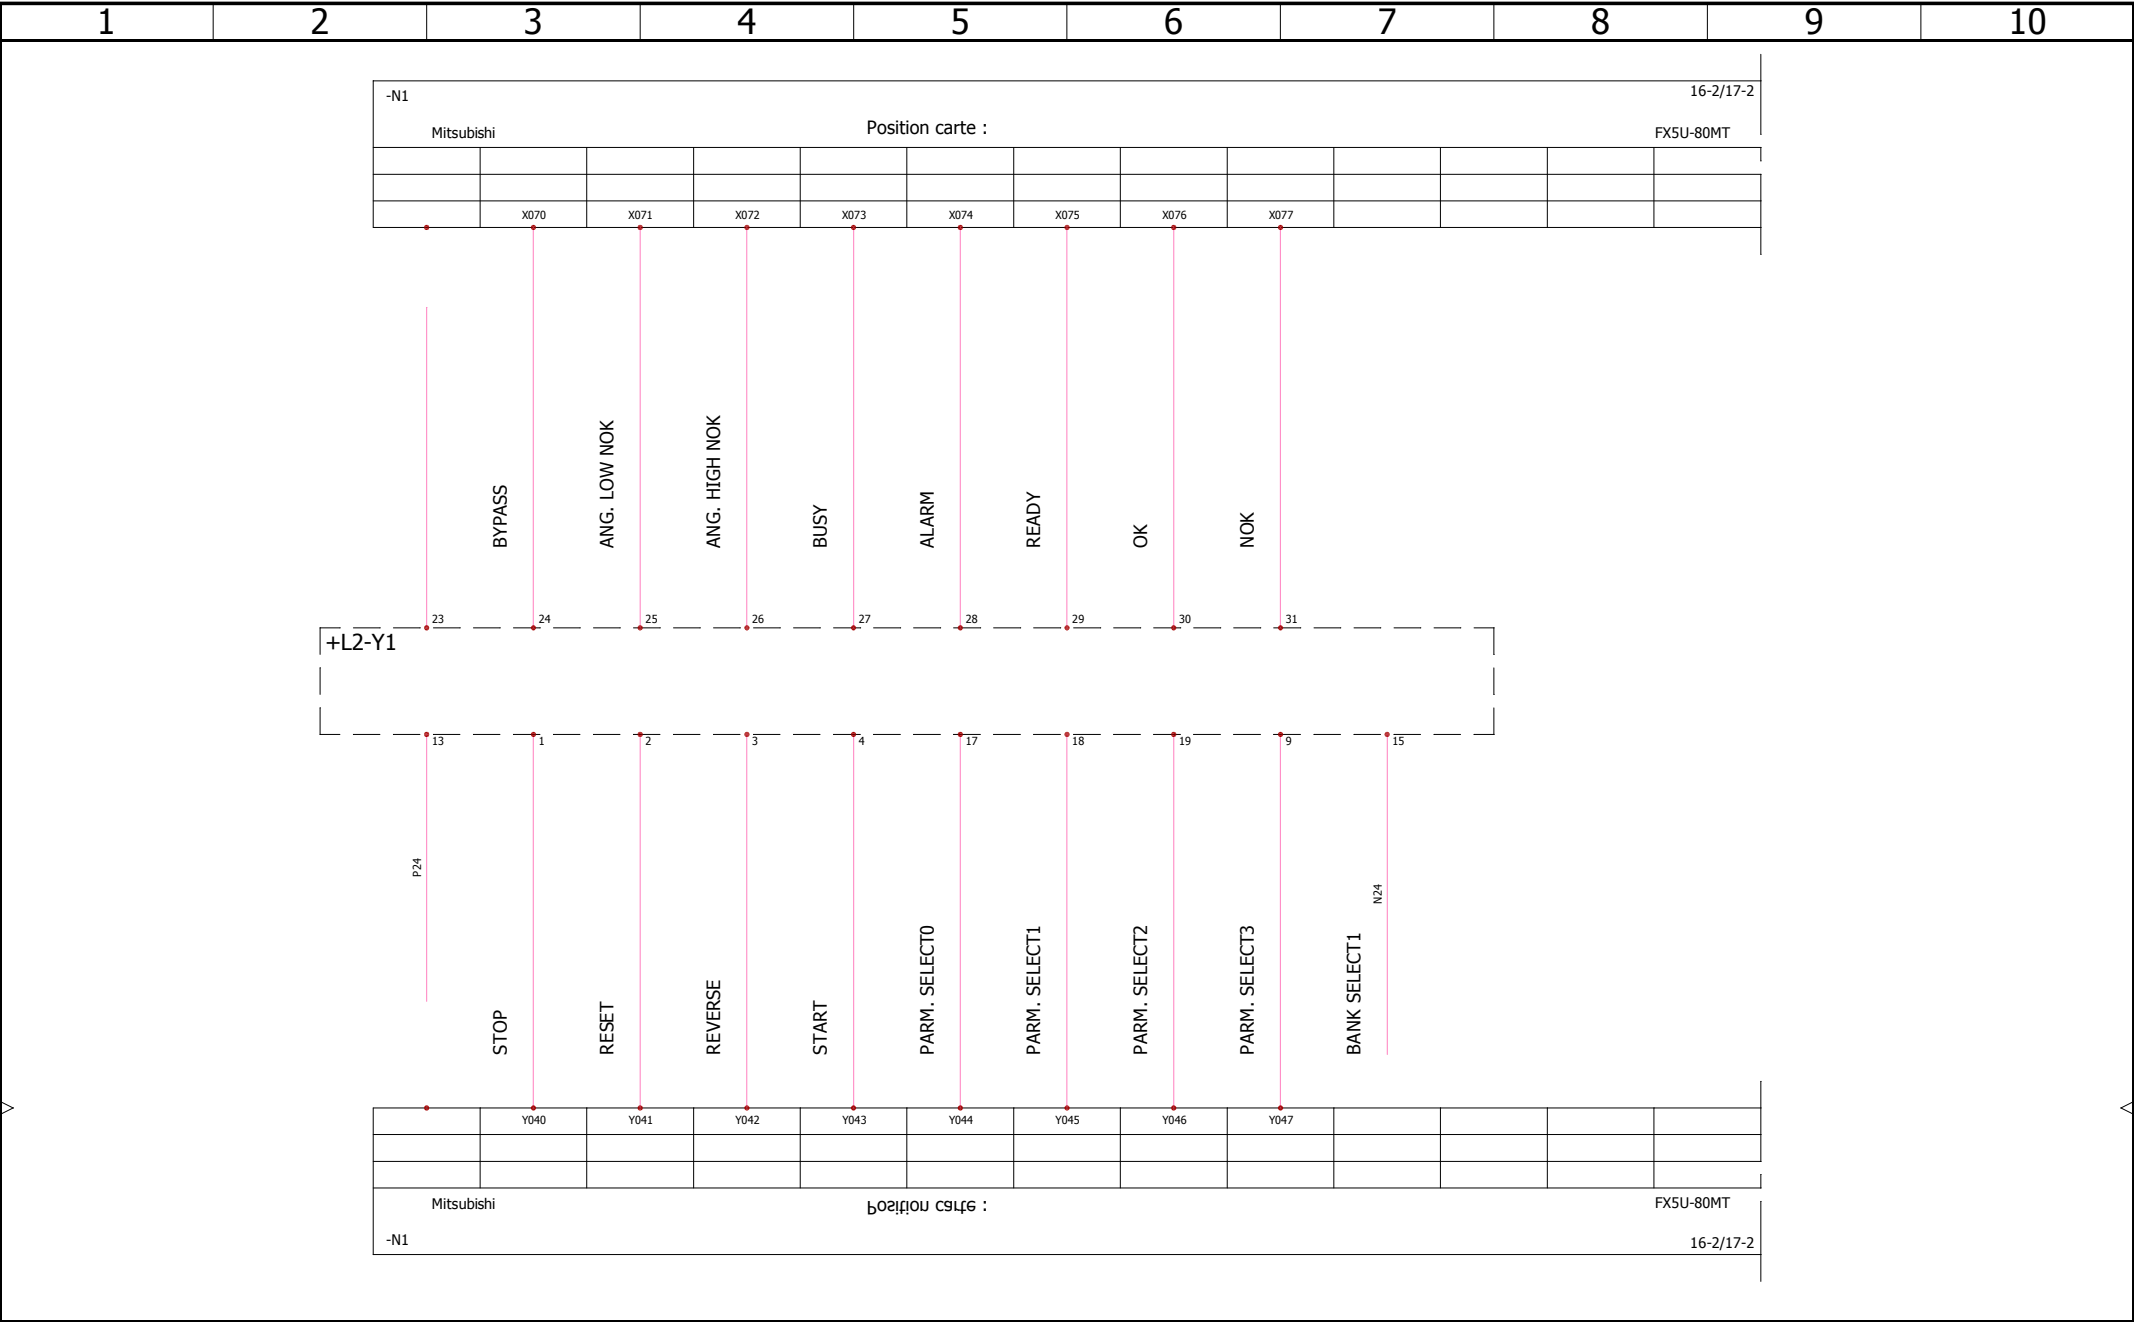 1 2 3 4 5 6 7 8 9 10
-N1 16-2/17-2
Mitsubishi Position carte : FX5U-80MT
X070 X071 X072 X073 X074 X075 X076 X077
BYPASS
ANG. LOW NOK
ANG. HIGH NOK
BUSY
ALARM
READY
OK
NOK
23 24 25 26 27 28 29 30 31
+L2-Y1
13 1 2 3 4 17 18 19 9 15
P24
N24
STOP
RESET
REVERSE
START
PARM. SELECT0
PARM. SELECT1
PARM. SELECT2
PARM. SELECT3
BANK SELECT1
Y040 Y041 Y042 Y043 Y044 Y045 Y046 Y047
Mitsubishi Position carte : FX5U-80MT
-N1 16-2/17-2